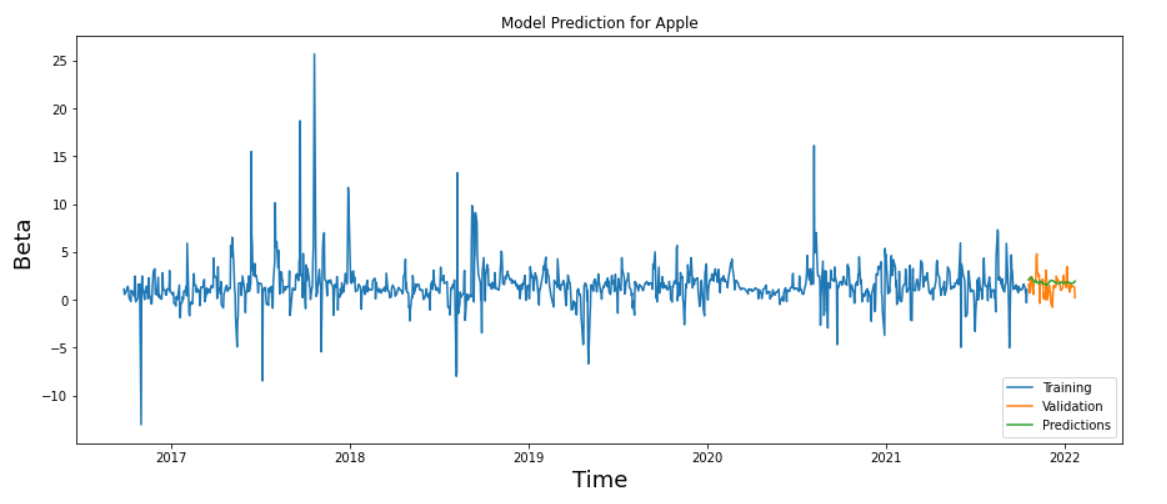 Model Prediction for Apple
Beta
25
20
15
10
5
0
−5
−10
2017 2018 2019 2020 2021 2022
Time
Training
Validation
Predictions